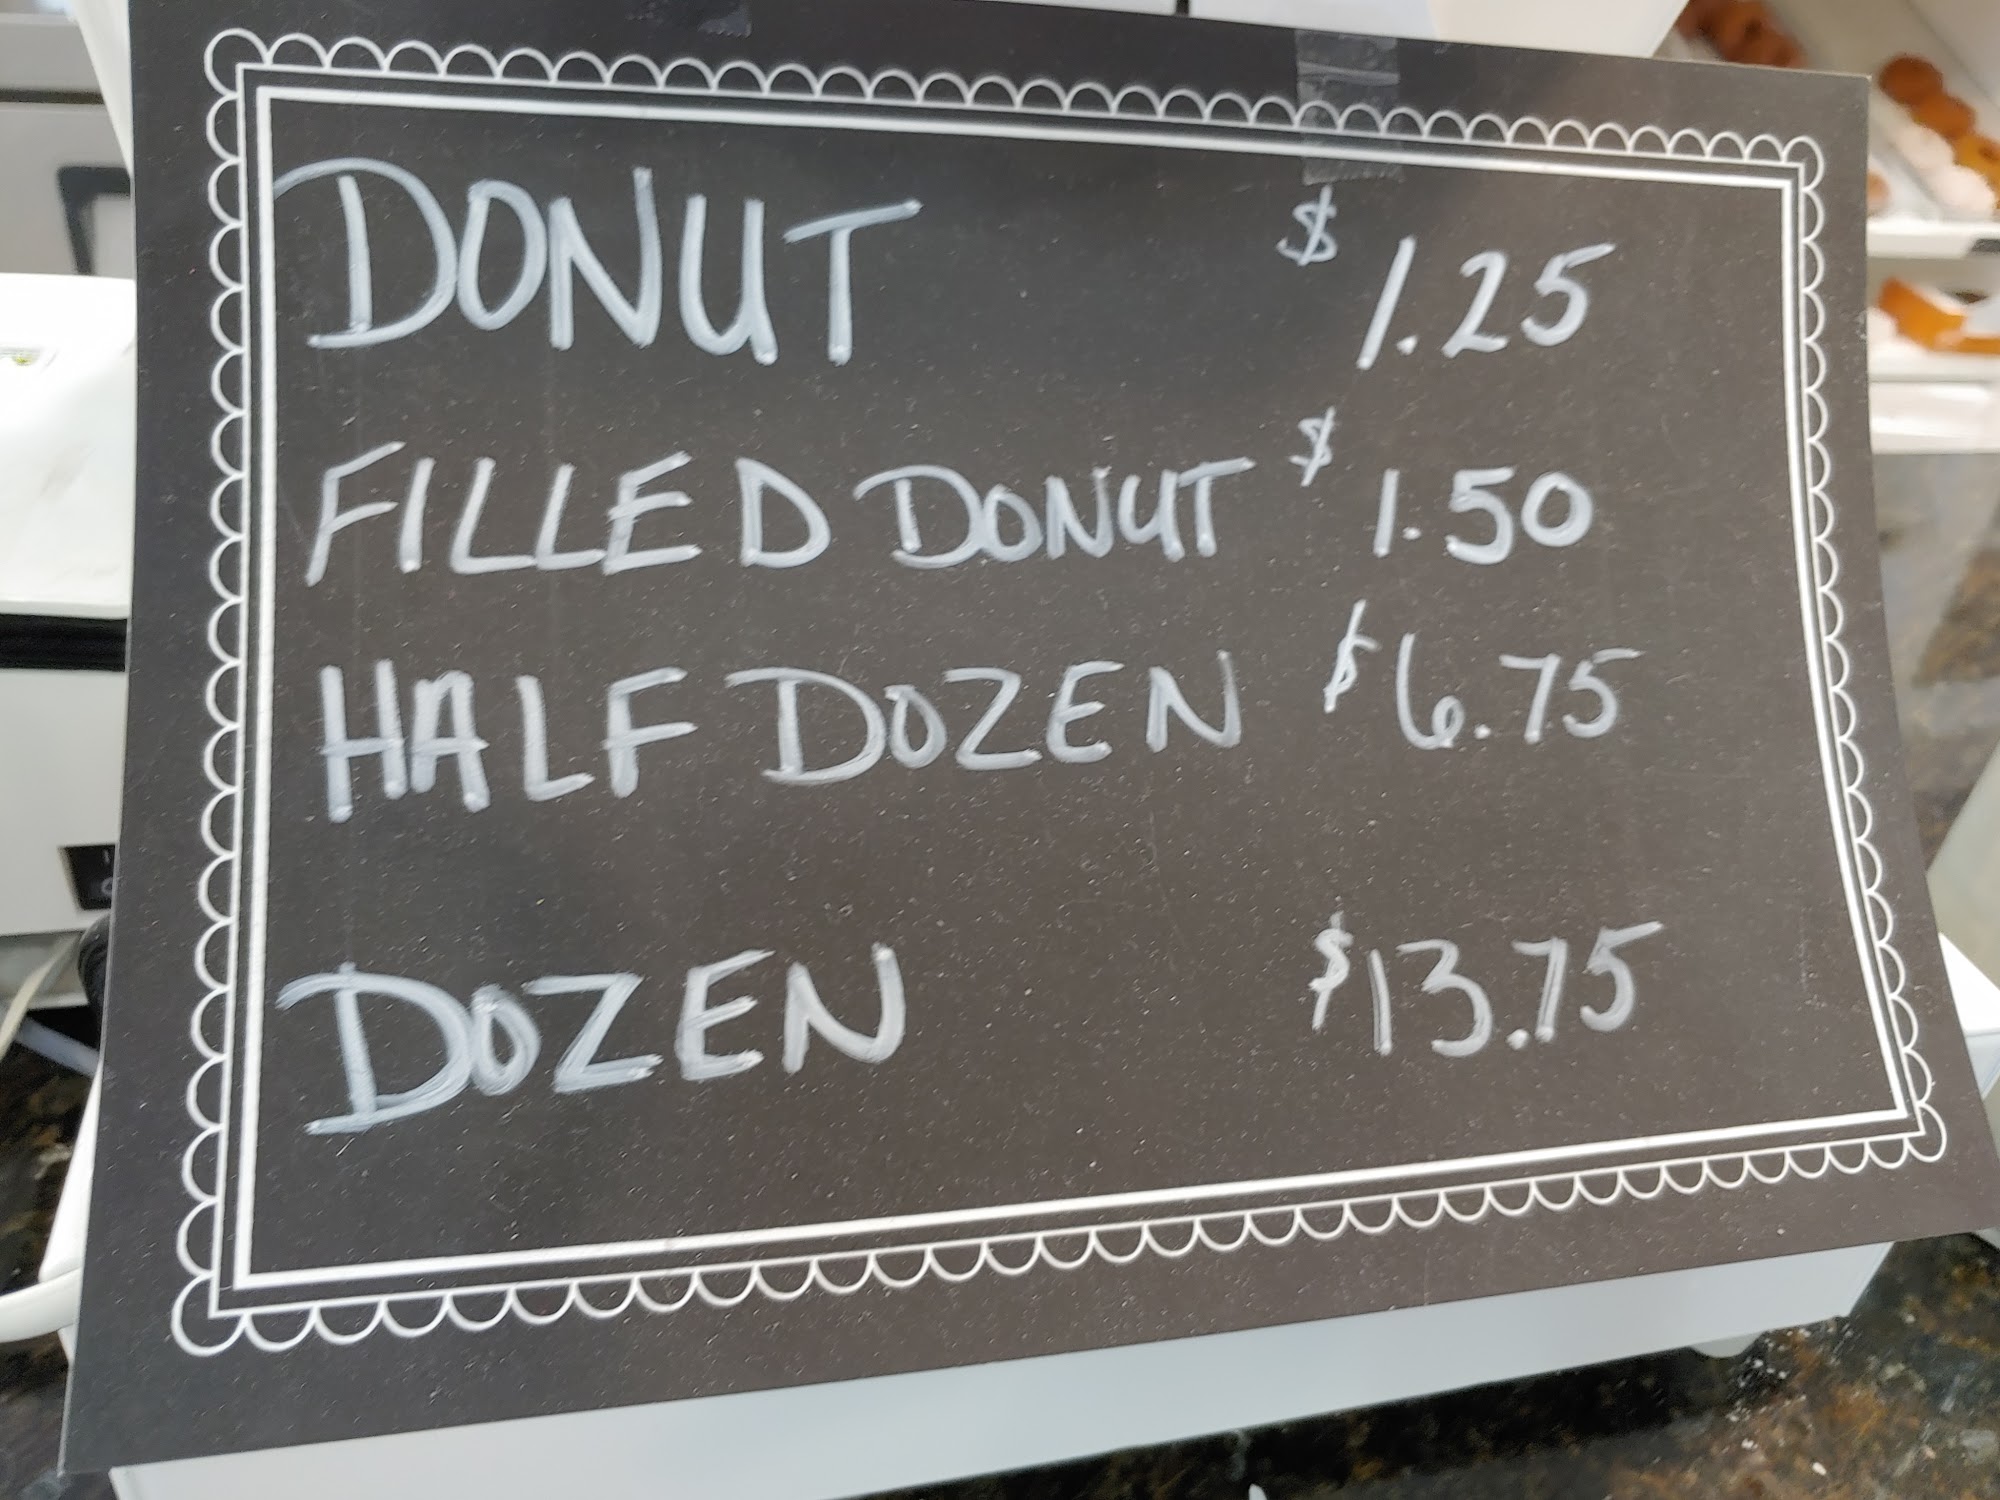 DONUT $ 1.25
FILLED DONUT $ 1.50
HALF DOZEN $ 6.75
DOZEN $ 13.75